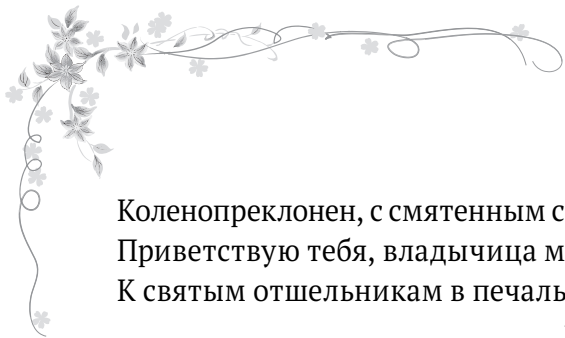 Коленопреклонен, с смятенным с
Приветствую тебя, владычица м
К святым отшельникам в печаль